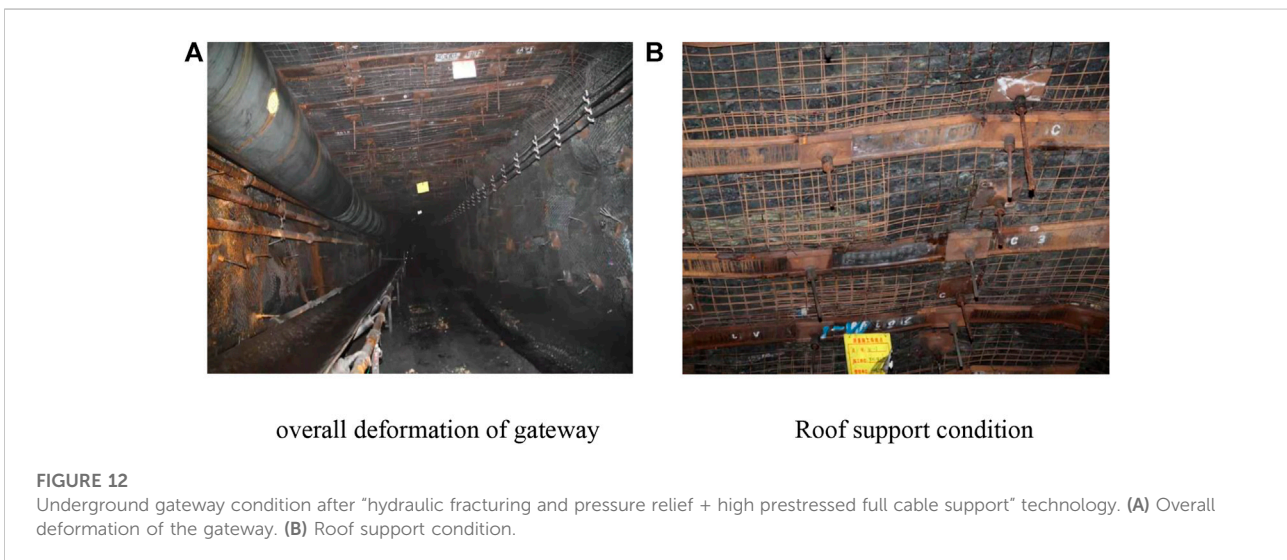 A
B
C
C
overall deformation of gateway
Roof support condition
FIGURE 12
Underground gateway condition after “hydraulic fracturing and pressure relief + high prestressed full cable support” technology. (A) Overall
deformation of the gateway. (B) Roof support condition.